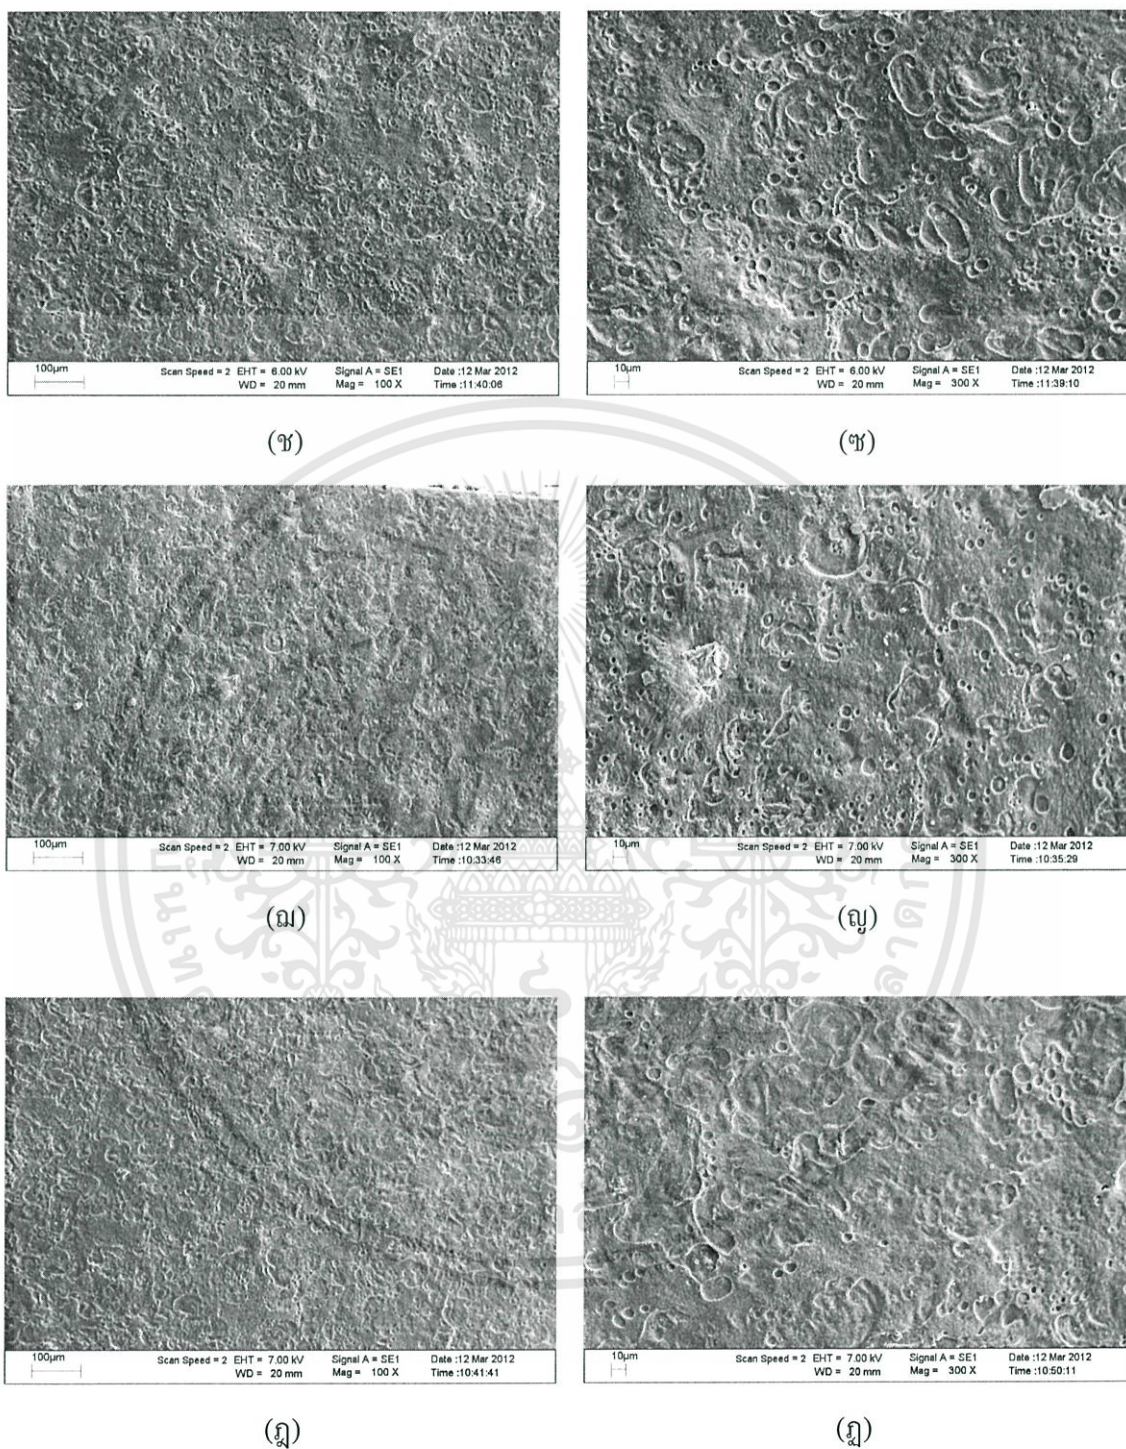 100µm Scan Speed = 2 EHT = 6.00 kV Signal A = SE1 Date :12 Mar 2012
WD = 20 mm Mag = 100 X Time :11:40:06
10µm Scan Speed = 2 EHT = 6.00 kV Signal A = SE1 Date :12 Mar 2012
WD = 20 mm Mag = 300 X Time :11:39:10
(ช) (ซ)
100µm Scan Speed = 2 EHT = 7.00 kV Signal A = SE1 Date :12 Mar 2012
WD = 20 mm Mag = 100 X Time :10:33:46
10µm Scan Speed = 2 EHT = 7.00 kV Signal A = SE1 Date :12 Mar 2012
WD = 20 mm Mag = 300 X Time :10:35:29
(ฌ) (ญ)
100µm Scan Speed = 2 EHT = 7.00 kV Signal A = SE1 Date :12 Mar 2012
WD = 20 mm Mag = 100 X Time :10:41:41
10µm Scan Speed = 2 EHT = 7.00 kV Signal A = SE1 Date :12 Mar 2012
WD = 20 mm Mag = 300 X Time :10:50:11
(ฎ) (ฏ)